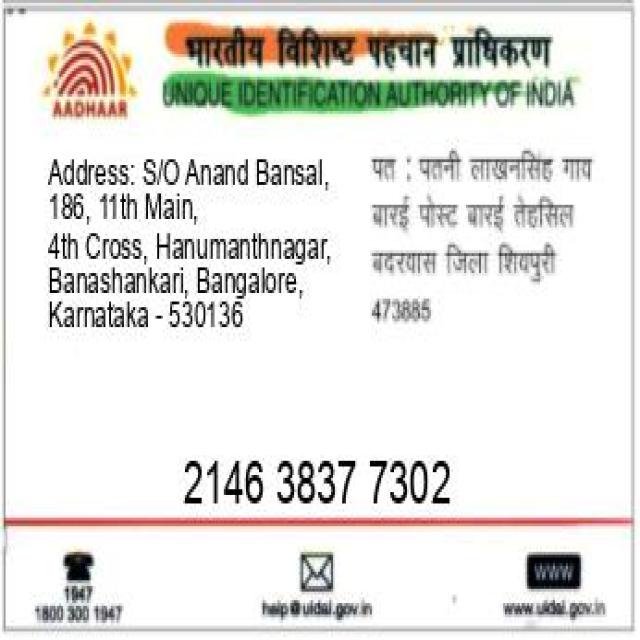 भारतीय विशिष्ट पहचान प्राधिकरण
AADHAAR
UNIQUE IDENTIFICATION AUTHORITY OF INDIA
Address: S/O Anand Bansal,
186, 11th Main,
4th Cross, Hanumanthnagar,
Banashankari, Bangalore,
Karnataka - 530136
पत : पतनी लाखनसिंह गाव
बारई पोस्ट बारई तेहसिल
बदरवास जिला शिवपुरी
473885
2146 3837 7302
1947
1800 300 1947
help@uidai.gov.in
WWW
www.uidai.gov.in